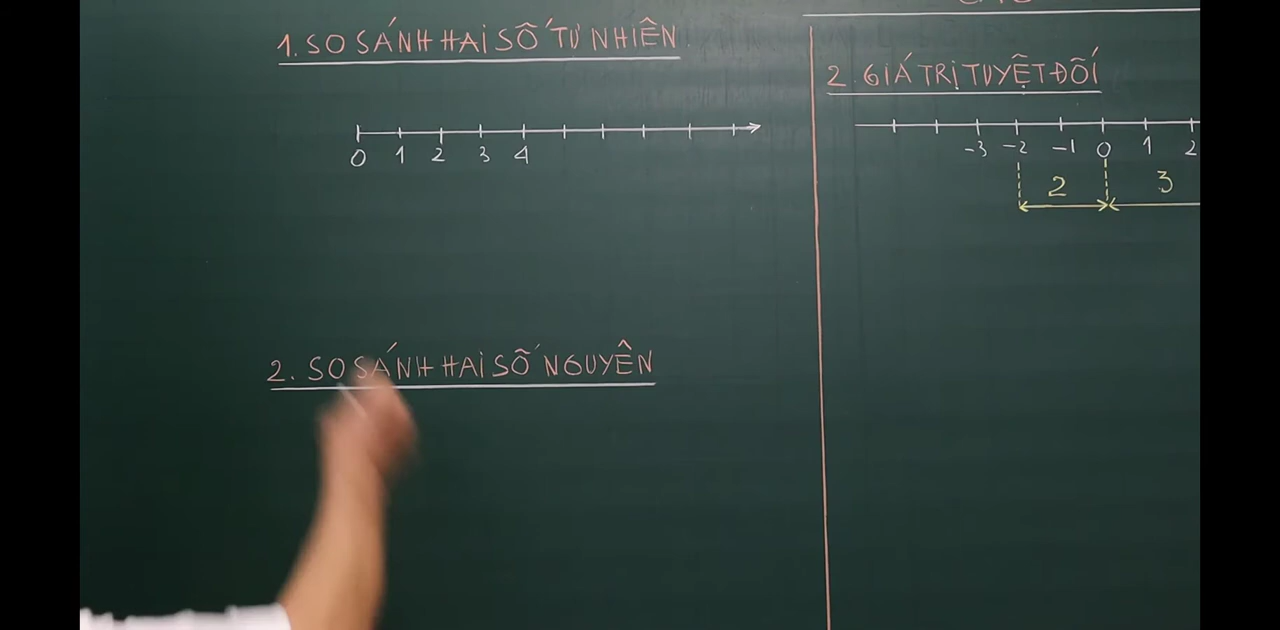 1. SO SÁNH HAI SỐ TỰ NHIÊN
0 1 2 3 4
2. SO SÁNH HAI SỐ NGUYÊN
2. GIÁ TRỊ TUYỆT ĐỐI
-3 -2 -1 0 1 2
2 3